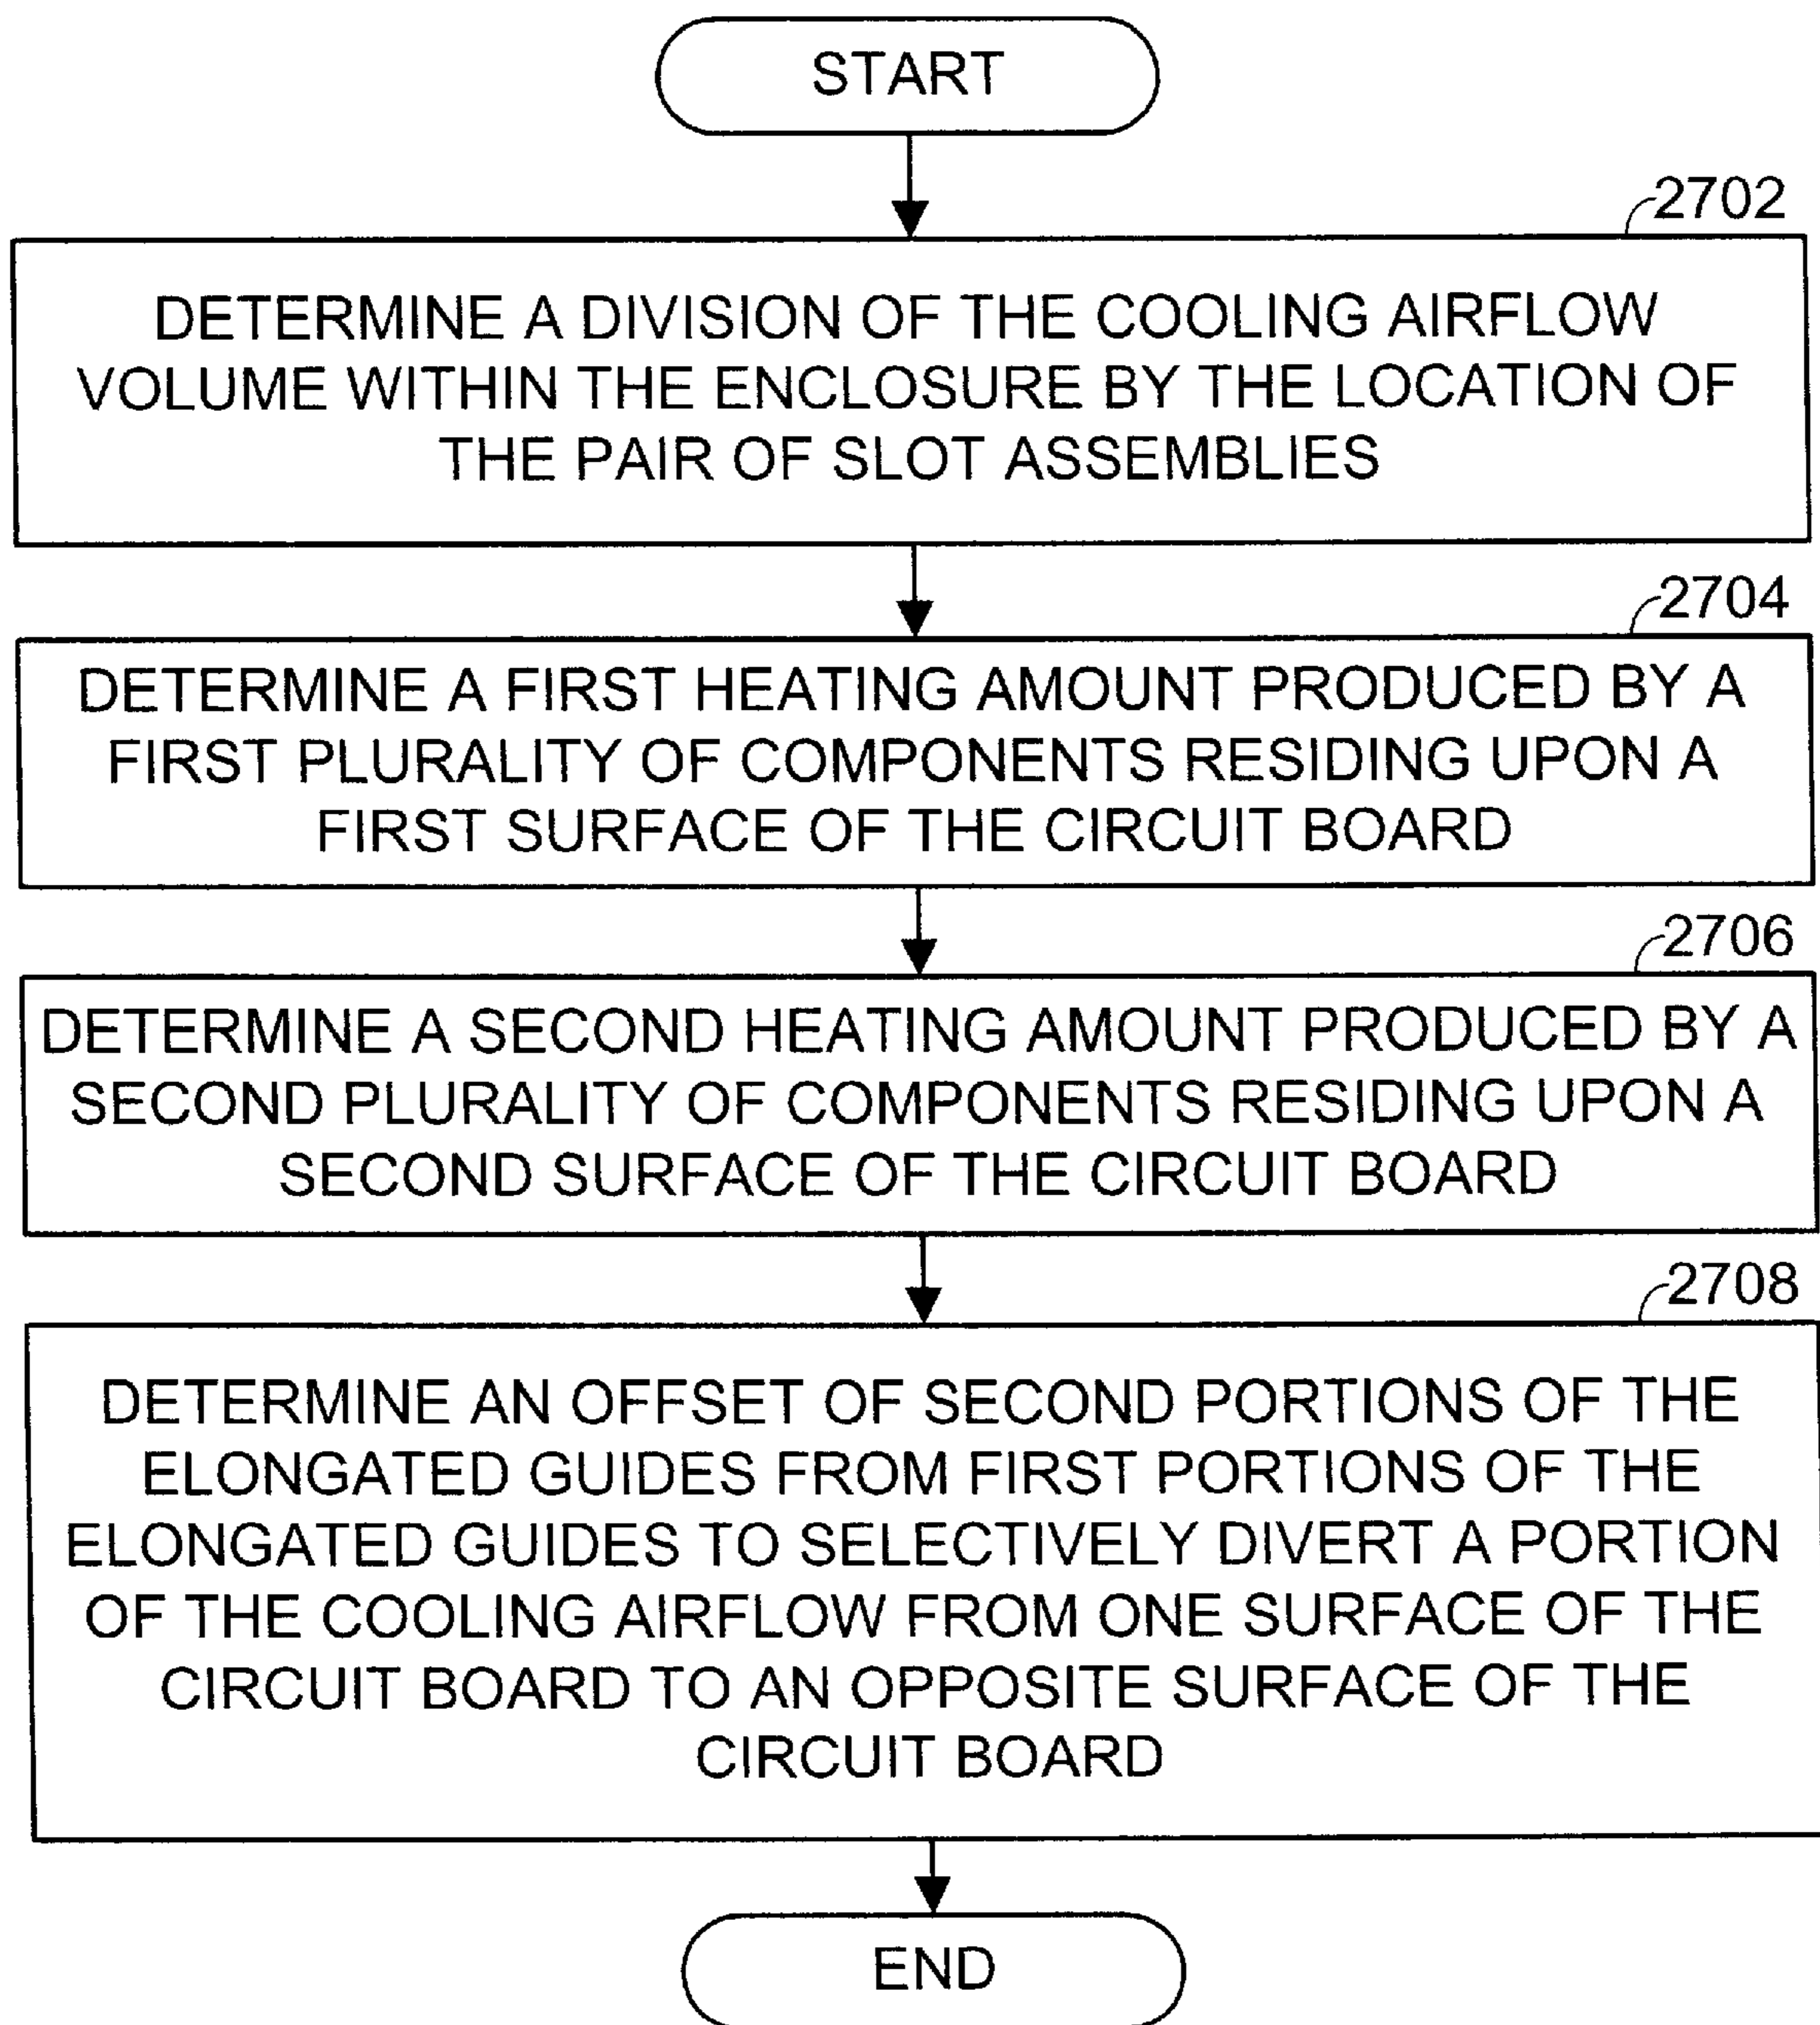 START
2702
DETERMINE A DIVISION OF THE COOLING AIRFLOW
VOLUME WITHIN THE ENCLOSURE BY THE LOCATION OF
THE PAIR OF SLOT ASSEMBLIES
2704
DETERMINE A FIRST HEATING AMOUNT PRODUCED BY A
FIRST PLURALITY OF COMPONENTS RESIDING UPON A
FIRST SURFACE OF THE CIRCUIT BOARD
2706
DETERMINE A SECOND HEATING AMOUNT PRODUCED BY A
SECOND PLURALITY OF COMPONENTS RESIDING UPON A
SECOND SURFACE OF THE CIRCUIT BOARD
2708
DETERMINE AN OFFSET OF SECOND PORTIONS OF THE
ELONGATED GUIDES FROM FIRST PORTIONS OF THE
ELONGATED GUIDES TO SELECTIVELY DIVERT A PORTION
OF THE COOLING AIRFLOW FROM ONE SURFACE OF THE
CIRCUIT BOARD TO AN OPPOSITE SURFACE OF THE
CIRCUIT BOARD
END